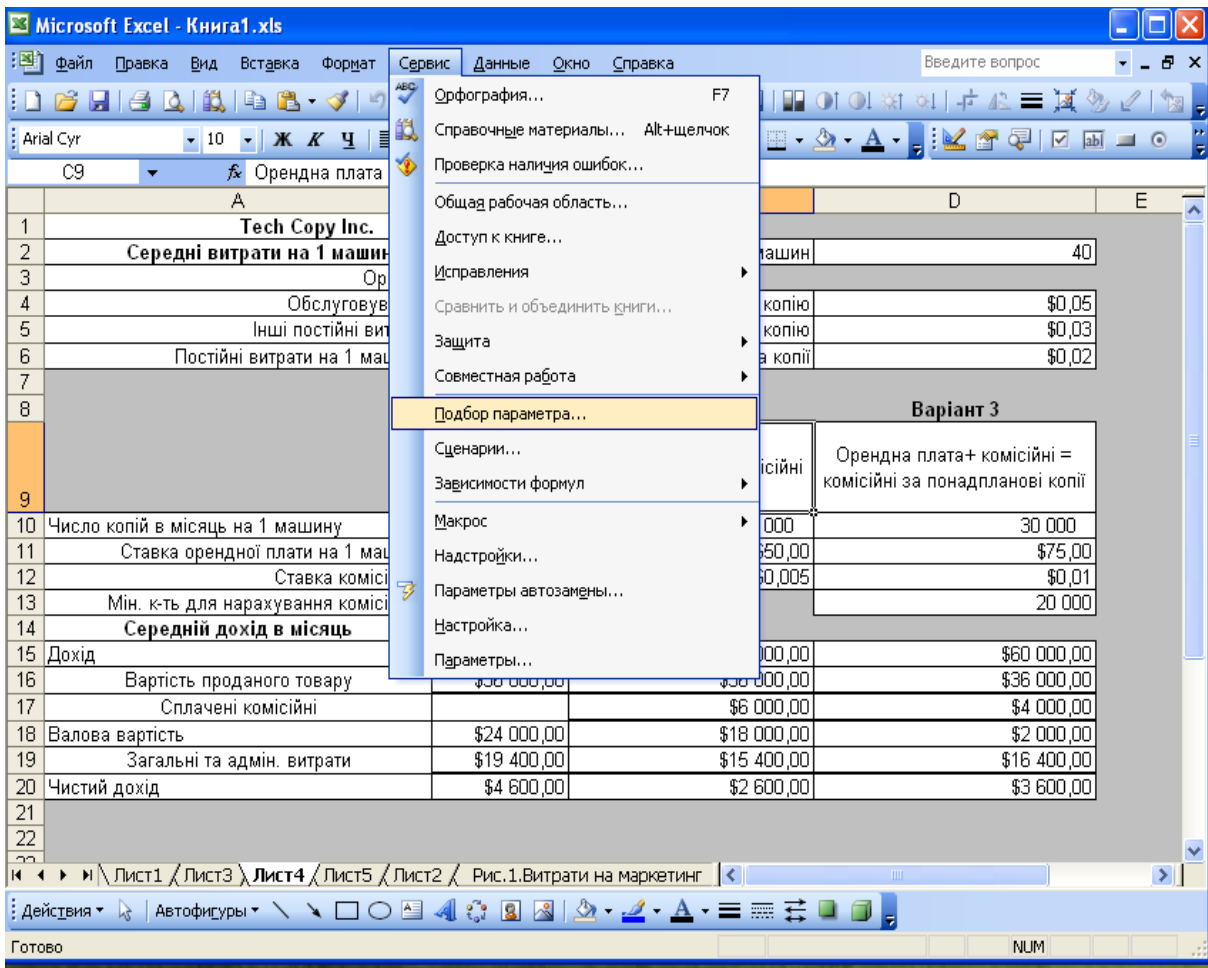 Microsoft Excel - Книга1.xls
Файл Правка Вид Вставка Формат Сервис Данные Окно Справка Введите вопрос
Arial Cyr 10 Ж К Ч
C9 fx Орендна плата
Орфография... F7
Справочные материалы... Alt+щелчок
Проверка наличия ошибок...
Общая рабочая область...
Доступ к книге...
Исправления
Сравнить и объединить книги...
Защита
Совместная работа
Подбор параметра...
Сценарии...
Зависимости формул
Макрос
Надстройки...
Параметры автозамены...
Настройка...
Параметры...
A D E
1 Tech Copy Inc.
2 Середні витрати на 1 машин ашин 40
3 Ор
4 Обслуговув копію $0,05
5 Інші постійні вит копію $0,03
6 Постійні витрати на 1 маш а копії $0,02
7
8 Варіант 3
9 ісійні Орендна плата+ комісійні =
комісійні за понадпланові копії
10 Число копій в місяць на 1 машину 000 30 000
11 Ставка орендної плати на 1 маш $50,00 $75,00
12 Ставка комісі $0,005 $0,01
13 Мін. к-ть для нарахування комісі 20 000
14 Середній дохід в місяць
15 Дохід 000,00 $60 000,00
16 Вартість проданого товару $36 000,00 $36 000,00 $36 000,00
17 Сплачені комісійні $6 000,00 $4 000,00
18 Валова вартість $24 000,00 $18 000,00 $2 000,00
19 Загальні та адмін. витрати $19 400,00 $15 400,00 $16 400,00
20 Чистий дохід $4 600,00 $2 600,00 $3 600,00
21
22
Лист1 Лист3 Лист4 Лист5 Лист2 Рис.1.Витрати на маркетинг
Действия Автофигуры
Готово NUM